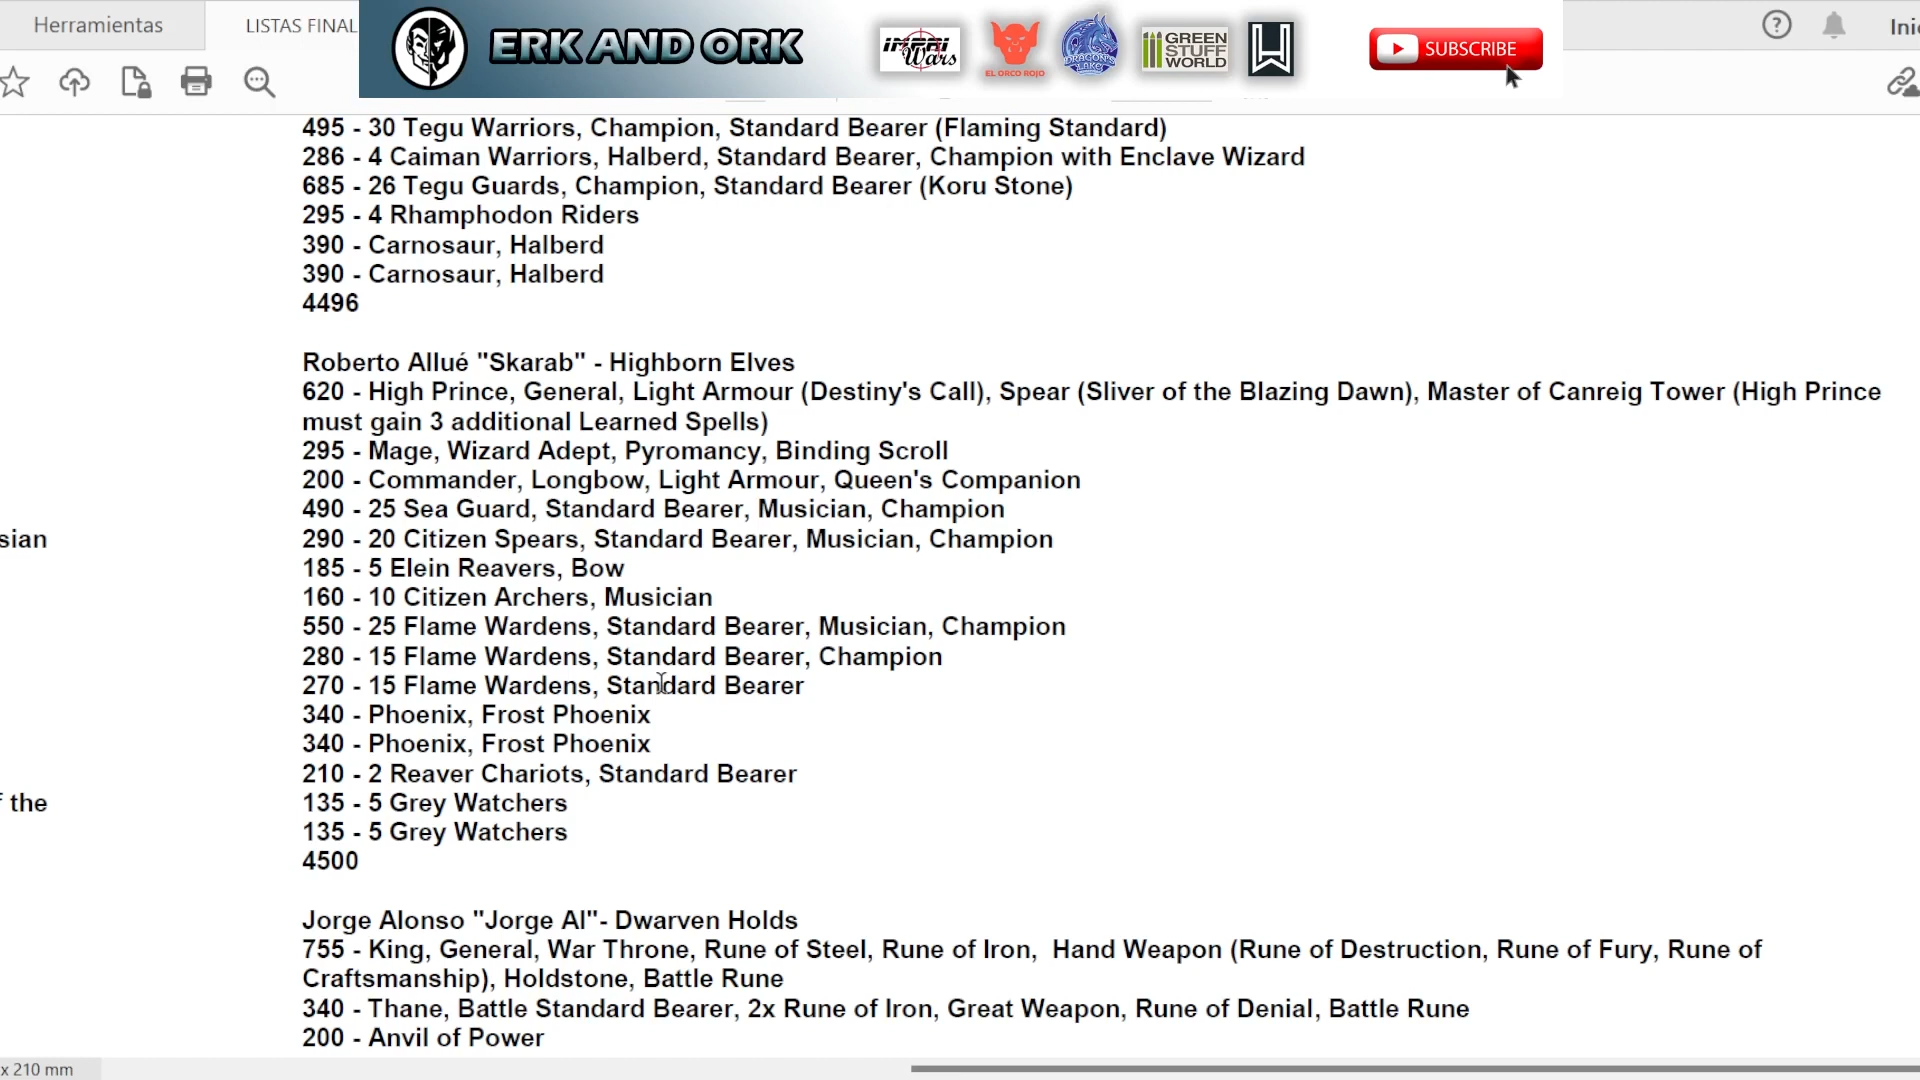 Herramientas
LISTAS FINAL
ERK AND ORK
IMPRI Wars
EL ORCO ROJO
DRAGON'S LAKE
GREEN STUFF WORLD
SUBSCRIBE
Ini
495 - 30 Tegu Warriors, Champion, Standard Bearer (Flaming Standard)
286 - 4 Caiman Warriors, Halberd, Standard Bearer, Champion with Enclave Wizard
685 - 26 Tegu Guards, Champion, Standard Bearer (Koru Stone)
295 - 4 Rhamphodon Riders
390 - Carnosaur, Halberd
390 - Carnosaur, Halberd
4496
Roberto Allué "Skarab" - Highborn Elves
620 - High Prince, General, Light Armour (Destiny's Call), Spear (Sliver of the Blazing Dawn), Master of Canreig Tower (High Prince
must gain 3 additional Learned Spells)
295 - Mage, Wizard Adept, Pyromancy, Binding Scroll
200 - Commander, Longbow, Light Armour, Queen's Companion
490 - 25 Sea Guard, Standard Bearer, Musician, Champion
sian
290 - 20 Citizen Spears, Standard Bearer, Musician, Champion
185 - 5 Elein Reavers, Bow
160 - 10 Citizen Archers, Musician
550 - 25 Flame Wardens, Standard Bearer, Musician, Champion
280 - 15 Flame Wardens, Standard Bearer, Champion
270 - 15 Flame Wardens, Standard Bearer
340 - Phoenix, Frost Phoenix
340 - Phoenix, Frost Phoenix
210 - 2 Reaver Chariots, Standard Bearer
f the
135 - 5 Grey Watchers
135 - 5 Grey Watchers
4500
Jorge Alonso "Jorge Al"- Dwarven Holds
755 - King, General, War Throne, Rune of Steel, Rune of Iron,  Hand Weapon (Rune of Destruction, Rune of Fury, Rune of
Craftsmanship), Holdstone, Battle Rune
340 - Thane, Battle Standard Bearer, 2x Rune of Iron, Great Weapon, Rune of Denial, Battle Rune
200 - Anvil of Power
x 210 mm